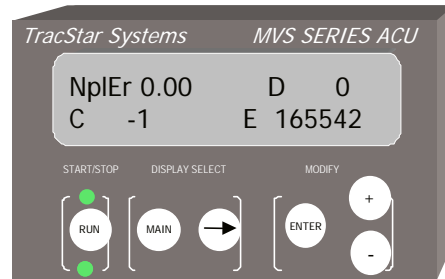 TracStar Systems MVS SERIES ACU
NplEr 0.00 D 0
C -1 E 165542
START/STOP DISPLAY SELECT MODIFY
+
RUN MAIN ENTER
-